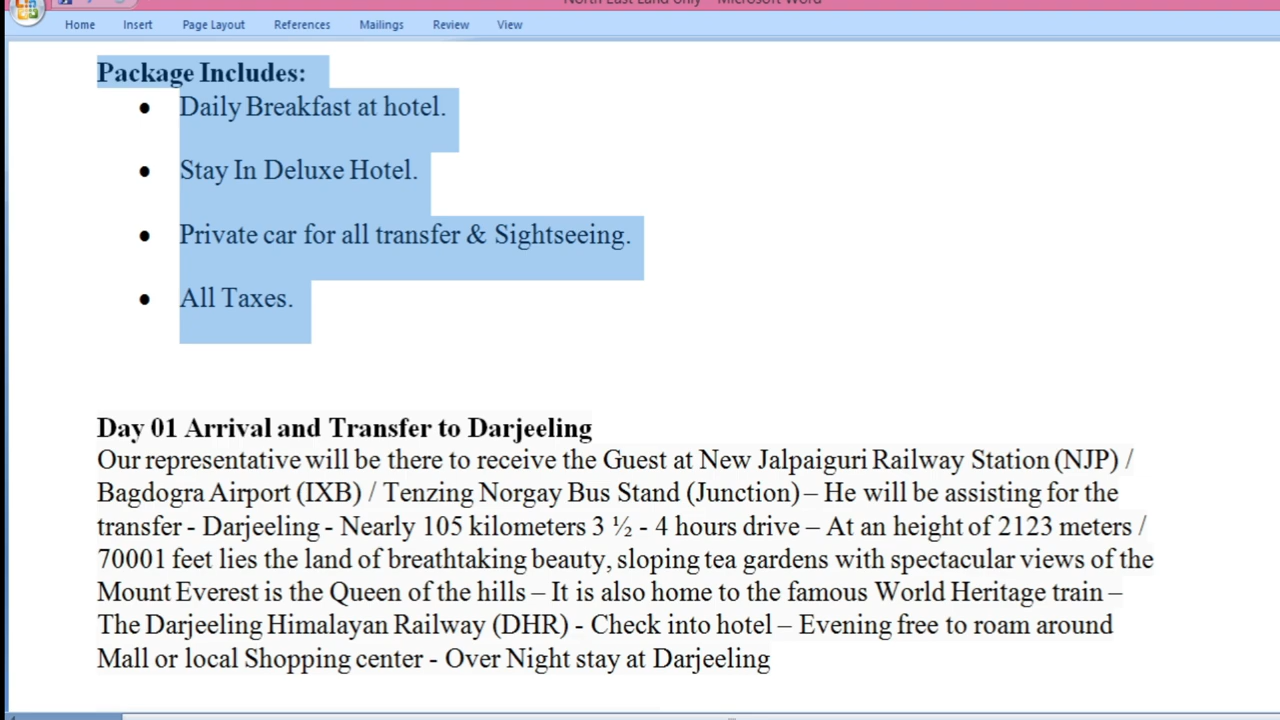 North East Land Only - Microsoft Word
Home Insert Page Layout References Mailings Review View
Package Includes:
• Daily Breakfast at hotel.
• Stay In Deluxe Hotel.
• Private car for all transfer & Sightseeing.
• All Taxes.
Day 01 Arrival and Transfer to Darjeeling
Our representative will be there to receive the Guest at New Jalpaiguri Railway Station (NJP) /
Bagdogra Airport (IXB) / Tenzing Norgay Bus Stand (Junction) – He will be assisting for the
transfer - Darjeeling - Nearly 105 kilometers 3 ½ - 4 hours drive – At an height of 2123 meters /
70001 feet lies the land of breathtaking beauty, sloping tea gardens with spectacular views of the
Mount Everest is the Queen of the hills – It is also home to the famous World Heritage train –
The Darjeeling Himalayan Railway (DHR) - Check into hotel – Evening free to roam around
Mall or local Shopping center - Over Night stay at Darjeeling